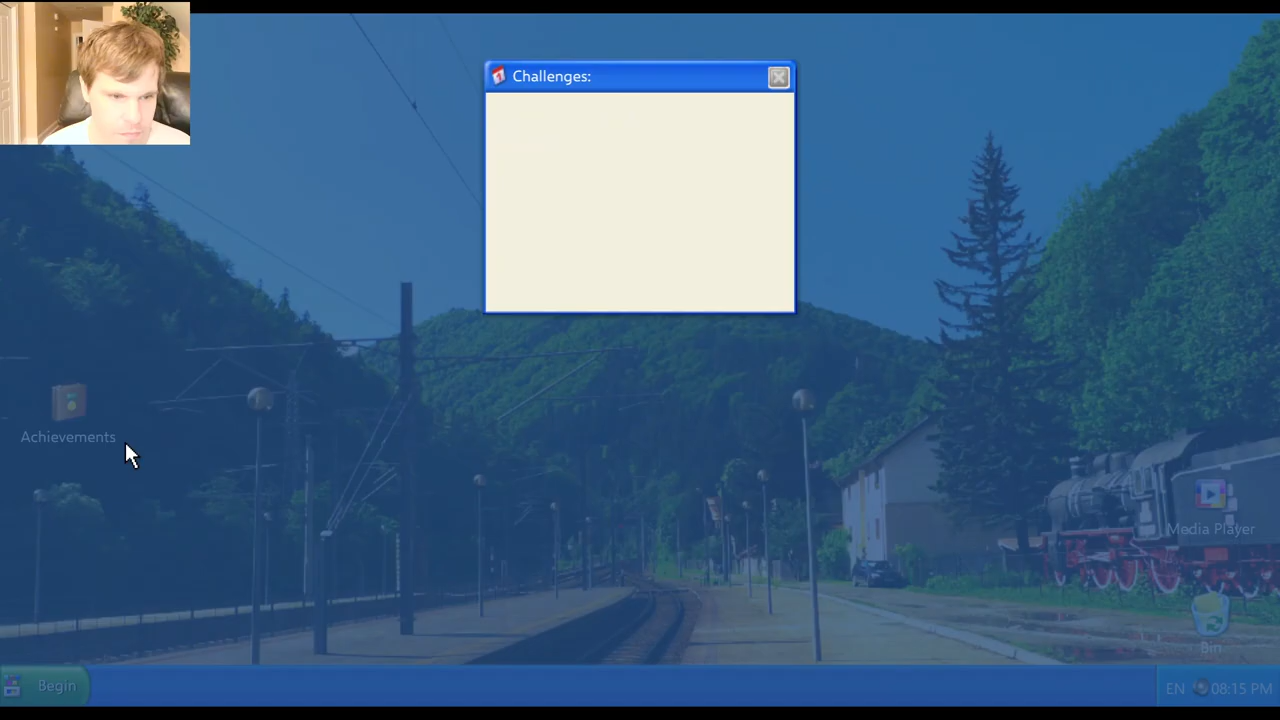 Challenges:
Achievements
Media Player
Bin
Begin
EN 08:15 PM